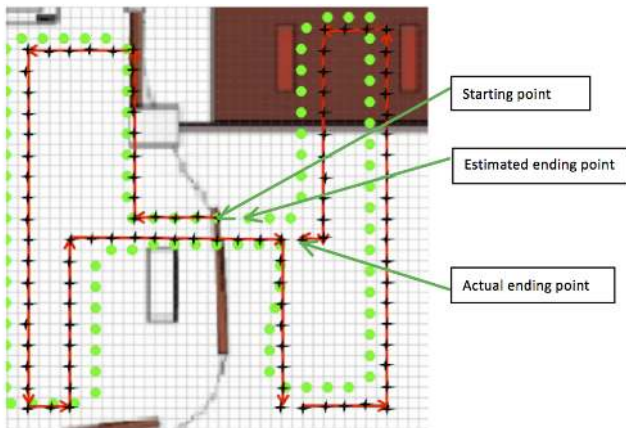 Starting point
Estimated ending point
Actual ending point